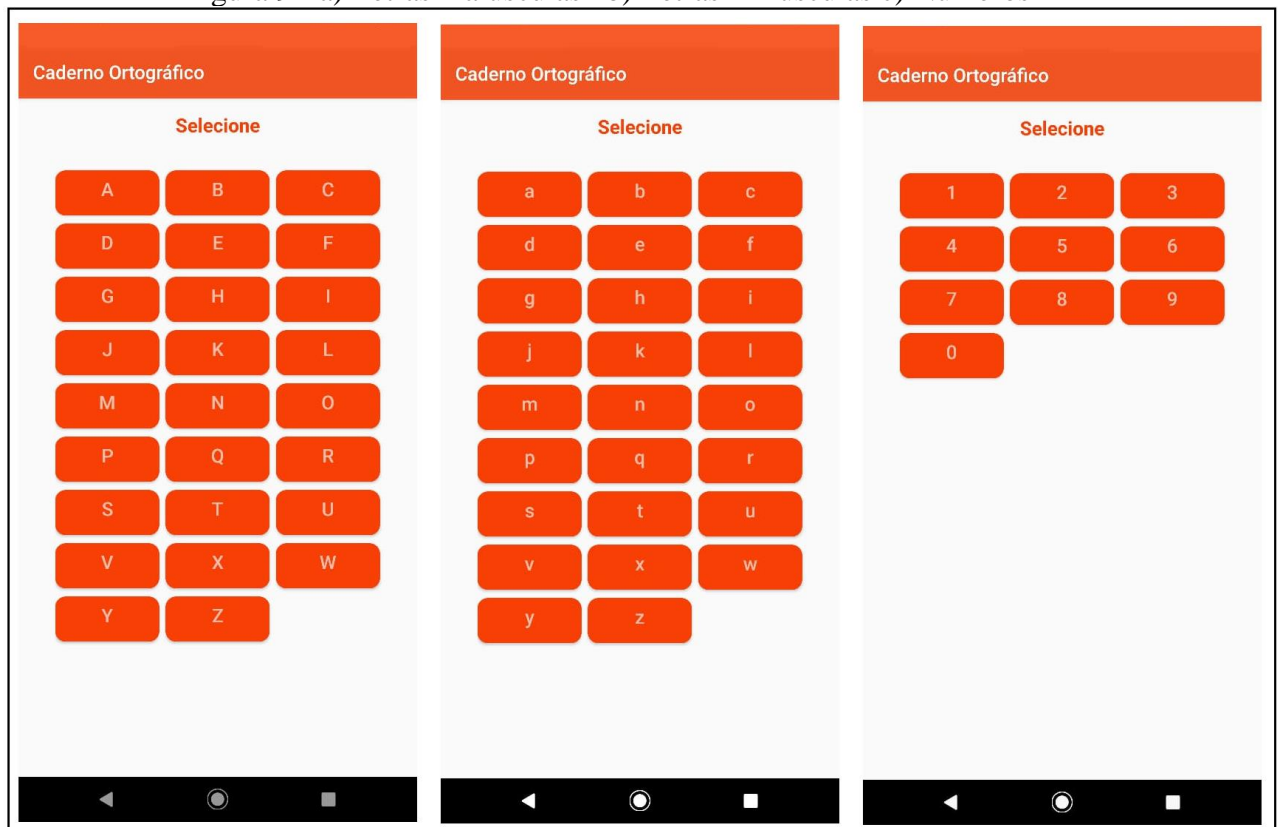 Caderno Ortográfico
Selecione
A B C
D E F
G H I
J K L
M N O
P Q R
S T U
V X W
Y Z
Caderno Ortográfico
Selecione
a b c
d e f
g h i
j k l
m n o
p q r
s t u
v x w
y z
Caderno Ortográfico
Selecione
1 2 3
4 5 6
7 8 9
0